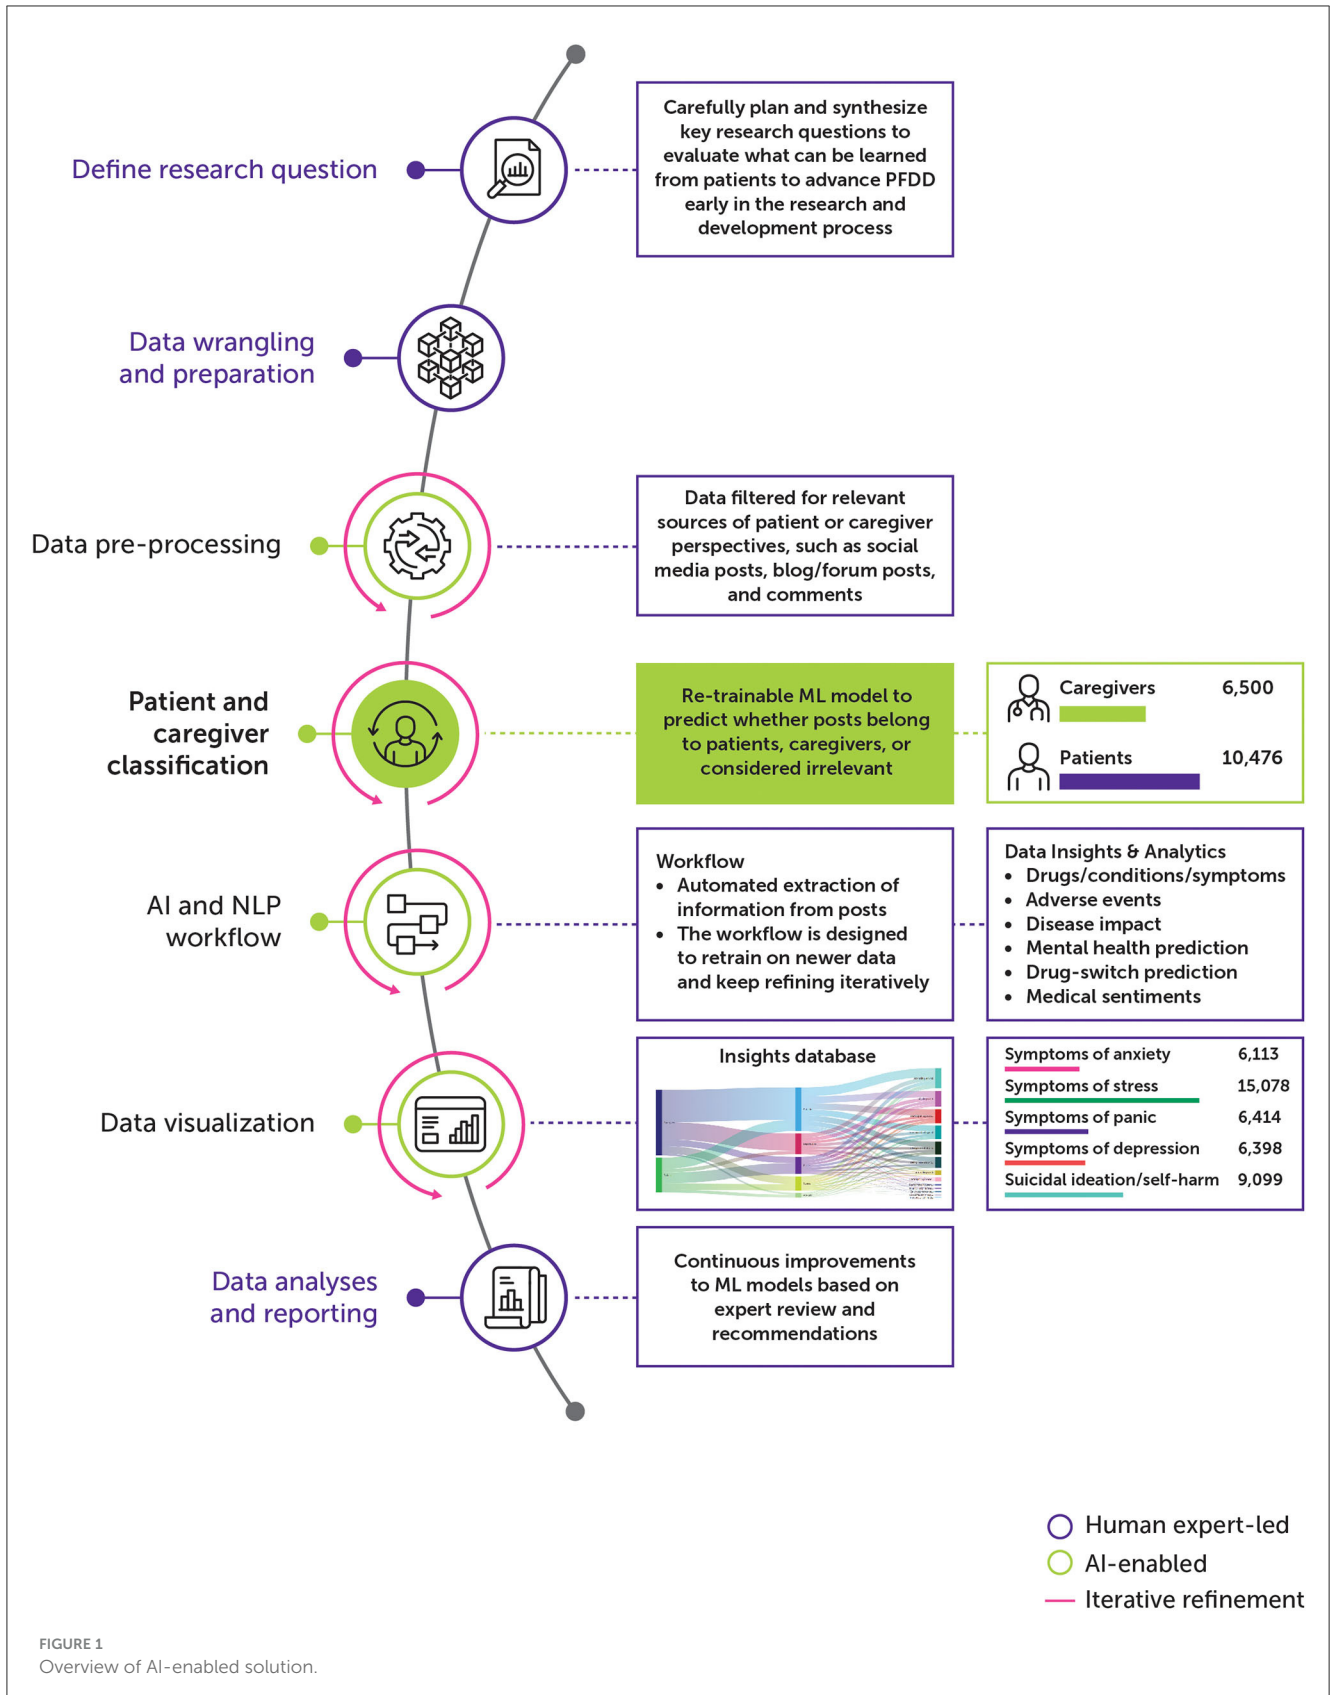 Define research question
Carefully plan and synthesize
key research questions to
evaluate what can be learned
from patients to advance PFDD
early in the research and
development process
Data wrangling
and preparation
Data pre-processing
Data filtered for relevant
sources of patient or caregiver
perspectives, such as social
media posts, blog/forum posts,
and comments
Patient and
caregiver
classification
Re-trainable ML model to
predict whether posts belong
to patients, caregivers, or
considered irrelevant
Caregivers 6,500
Patients 10,476
AI and NLP
workflow
Workflow
• Automated extraction of
information from posts
• The workflow is designed
to retrain on newer data
and keep refining iteratively
Data Insights & Analytics
• Drugs/conditions/symptoms
• Adverse events
• Disease impact
• Mental health prediction
• Drug-switch prediction
• Medical sentiments
Data visualization
Insights database
Symptoms of anxiety 6,113
Symptoms of stress 15,078
Symptoms of panic 6,414
Symptoms of depression 6,398
Suicidal ideation/self-harm 9,099
Data analyses
and reporting
Continuous improvements
to ML models based on
expert review and
recommendations
Human expert-led
AI-enabled
Iterative refinement
FIGURE 1
Overview of AI-enabled solution.